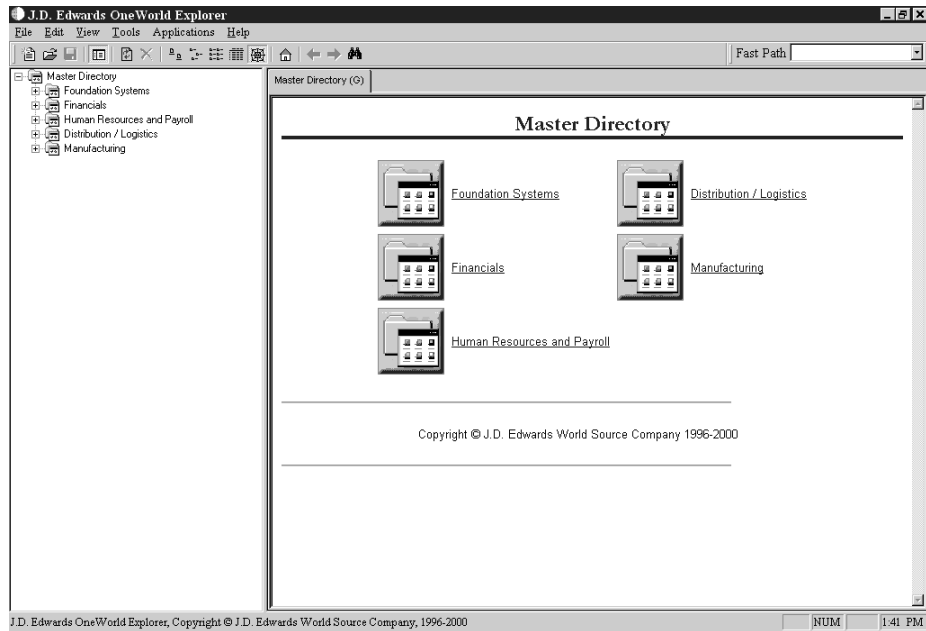 J.D. Edwards OneWorld Explorer
File Edit View Tools Applications Help
Fast Path
Master Directory
Foundation Systems
Financials
Human Resources and Payroll
Distribution / Logistics
Manufacturing
Master Directory (G)
Master Directory
Foundation Systems Distribution / Logistics
Financials Manufacturing
Human Resources and Payroll
Copyright © J.D. Edwards World Source Company 1996-2000
J.D. Edwards OneWorld Explorer, Copyright © J.D. Edwards World Source Company, 1996-2000 NUM 1:41 PM